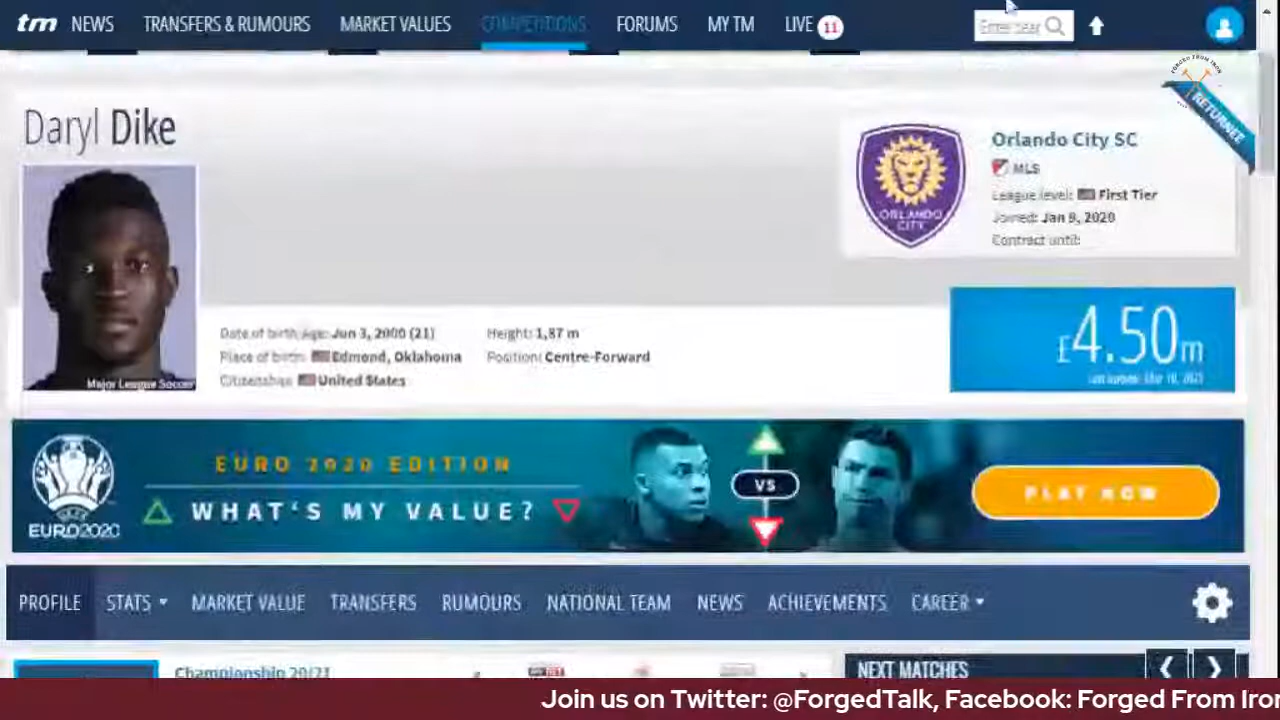 tm NEWS TRANSFERS & RUMOURS MARKET VALUES COMPETITIONS FORUMS MY TM LIVE 11
FORGED FROM IRON
RETURNEE
Daryl Dike
Orlando City SC
MLS
League level: First Tier
Joined: Jan 9, 2020
Contract until:
ORLANDO
CITY
Major League Soccer
Date of birth/Age: Jun 3, 2000 (21)
Place of birth: Edmond, Oklahoma
Citizenship: United States
Height: 1,87 m
Position: Centre-Forward
£4.50m
EURO2020
EURO 2020 EDITION
WHAT'S MY VALUE?
VS
PLAY NOW
PROFILE STATS MARKET VALUE TRANSFERS RUMOURS NATIONAL TEAM NEWS ACHIEVEMENTS CAREER
Championship 20/21
NEXT MATCHES
Join us on Twitter: @ForgedTalk, Facebook: Forged From Iro